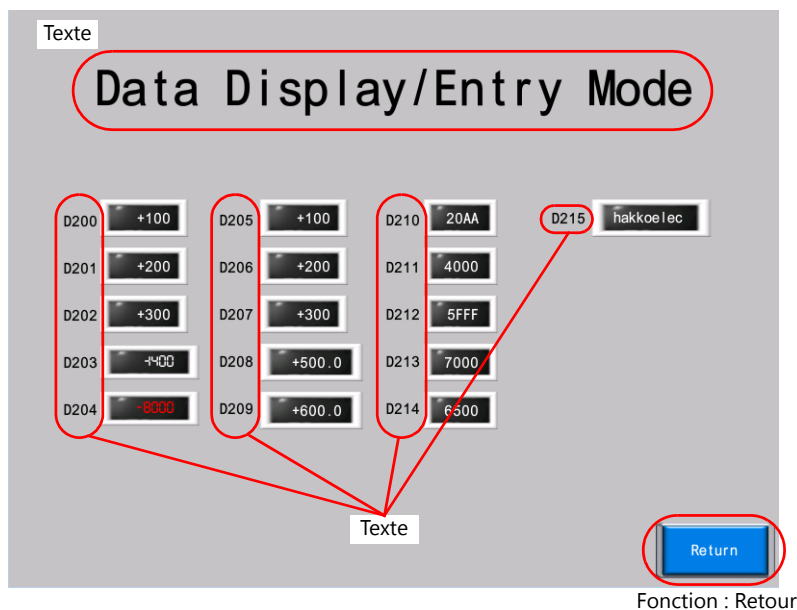 Texte
Data Display/Entry Mode
D200 +100 D205 +100 D210 20AA D215 hakkoelec
D201 +200 D206 +200 D211 4000
D202 +300 D207 +300 D212 5FFF
D203 -1400 D208 +500.0 D213 7000
D204 -8000 D209 +600.0 D214 6500
Texte
Return
Fonction : Retour